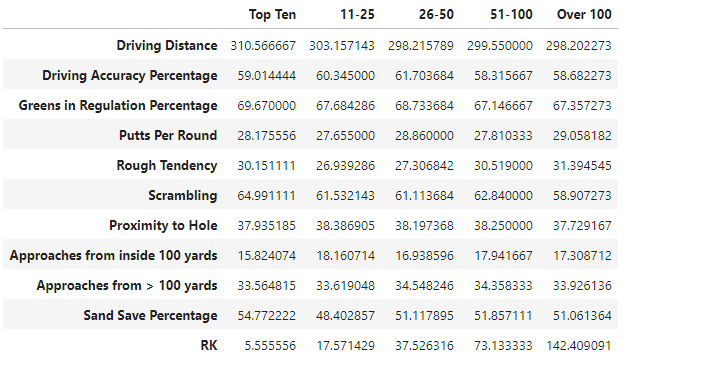 Top Ten 11-25 26-50 51-100 Over 100
Driving Distance 310.566667 303.157143 298.215789 299.550000 298.202273
Driving Accuracy Percentage 59.014444 60.345000 61.703684 58.315667 58.682273
Greens in Regulation Percentage 69.670000 67.684286 68.733684 67.146667 67.357273
Putts Per Round 28.175556 27.655000 28.860000 27.810333 29.058182
Rough Tendency 30.151111 26.939286 27.306842 30.519000 31.394545
Scrambling 64.991111 61.532143 61.113684 62.840000 58.907273
Proximity to Hole 37.935185 38.386905 38.197368 38.250000 37.729167
Approaches from inside 100 yards 15.824074 18.160714 16.938596 17.941667 17.308712
Approaches from > 100 yards 33.564815 33.619048 34.548246 34.358333 33.926136
Sand Save Percentage 54.772222 48.402857 51.117895 51.857111 51.061364
RK 5.555556 17.571429 37.526316 73.133333 142.409091